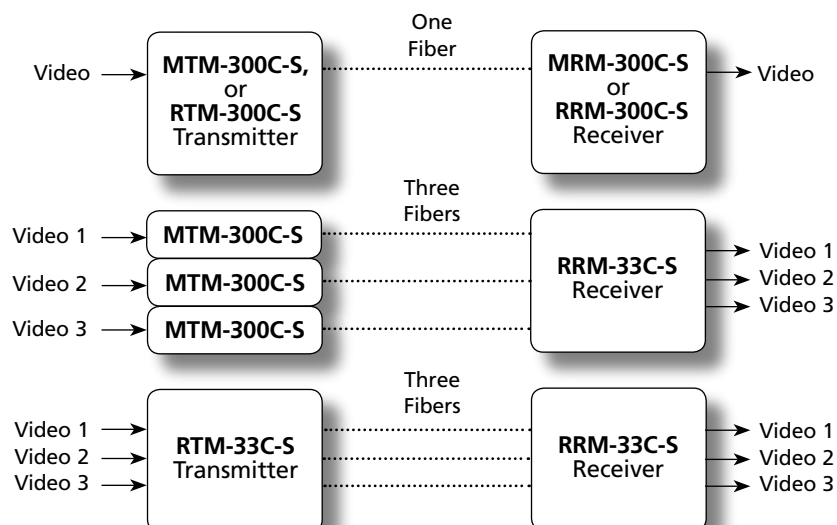 One
Fiber
Video
MTM-300C-S,
or
RTM-300C-S
Transmitter
MRM-300C-S
or
RRM-300C-S
Receiver
Video
Three
Fibers
Video 1
Video 2
Video 3
MTM-300C-S
MTM-300C-S
MTM-300C-S
RRM-33C-S
Receiver
Video 1
Video 2
Video 3
Three
Fibers
Video 1
Video 2
Video 3
RTM-33C-S
Transmitter
RRM-33C-S
Receiver
Video 1
Video 2
Video 3